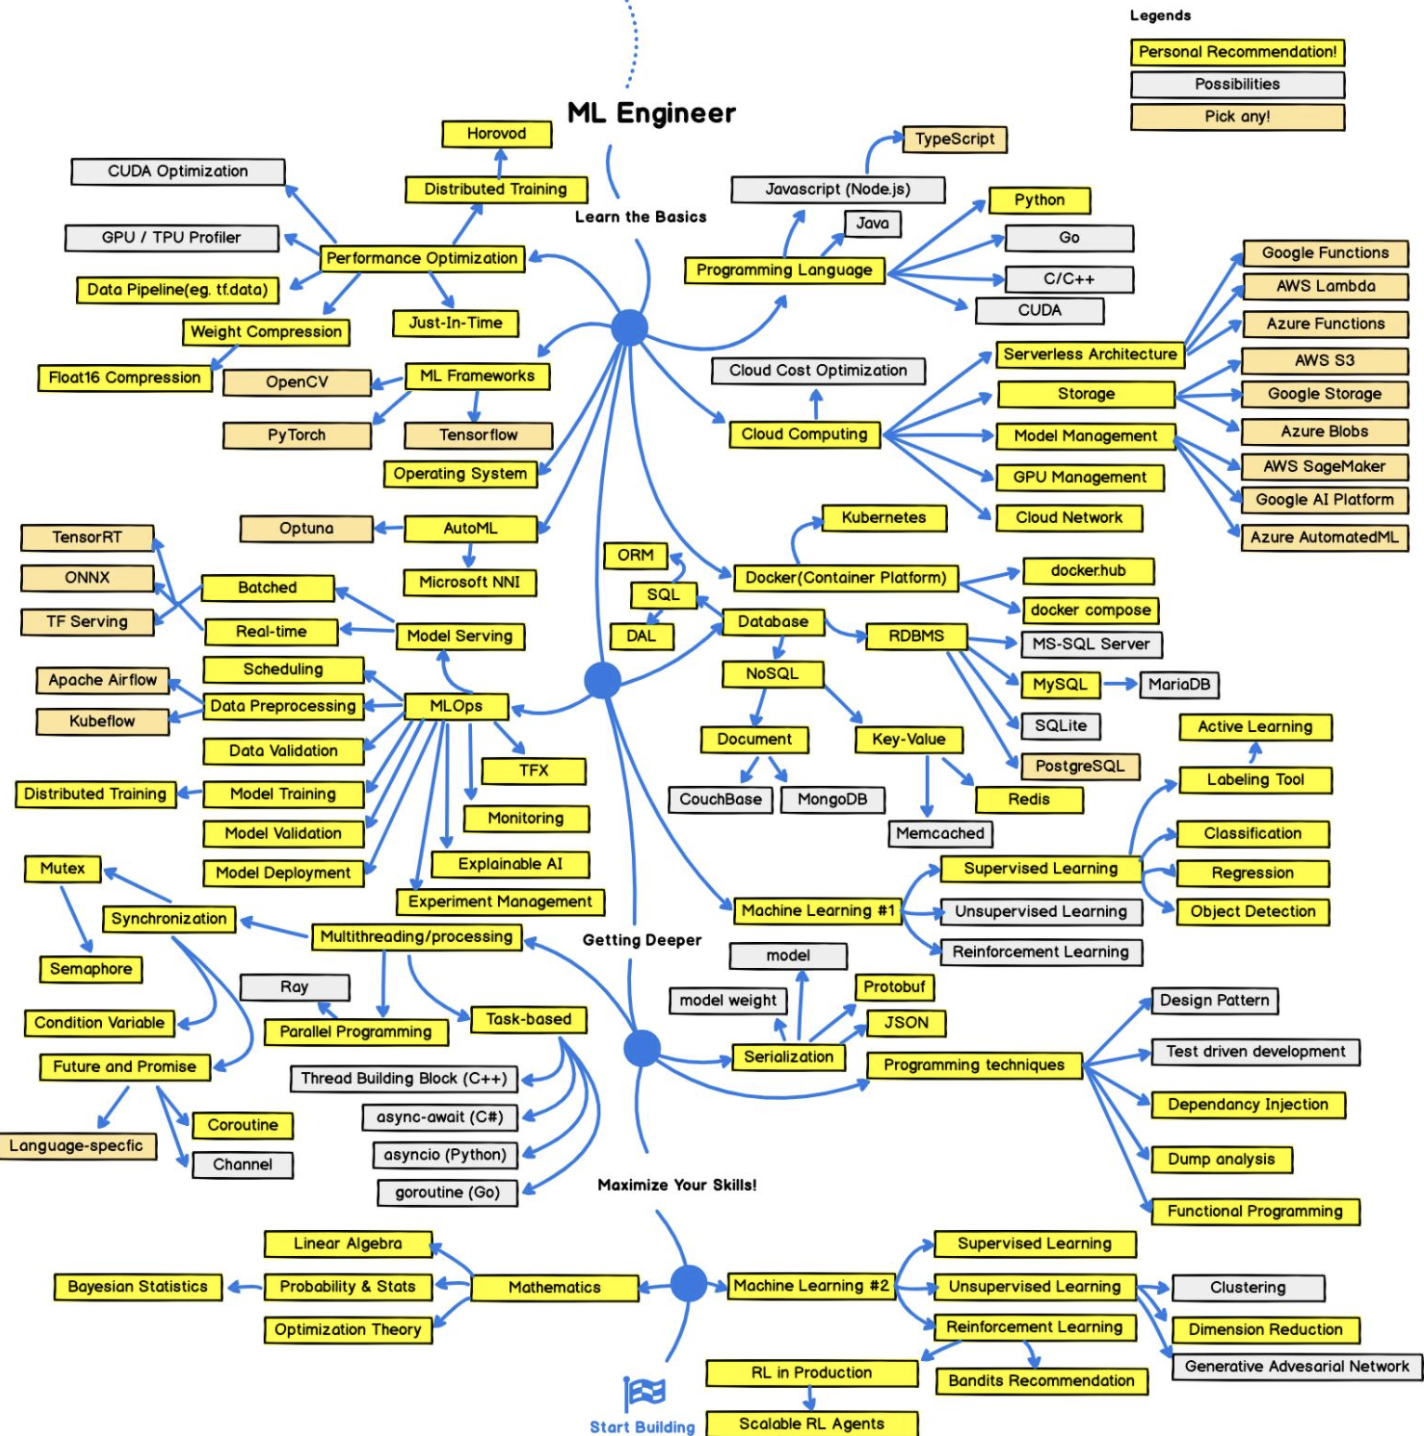 Legends
Personal Recommendation!
Possibilities
Pick any!
ML Engineer
Learn the Basics
Horovod
CUDA Optimization
Distributed Training
GPU / TPU Profiler
Performance Optimization
Data Pipeline(eg. tf.data)
Weight Compression
Just-In-Time
Float16 Compression
OpenCV
ML Frameworks
PyTorch
Tensorflow
Operating System
Optuna
AutoML
Microsoft NNI
TypeScript
Javascript (Node.js)
Java
Python
Go
Programming Language
C/C++
CUDA
Google Functions
AWS Lambda
Azure Functions
Serverless Architecture
AWS S3
Cloud Cost Optimization
Storage
Google Storage
Azure Blobs
Cloud Computing
Model Management
AWS SageMaker
GPU Management
Google AI Platform
Cloud Network
Azure AutomatedML
Kubernetes
Docker(Container Platform)
docker.hub
docker compose
TensorRT
ONNX
TF Serving
Batched
Real-time
Model Serving
Scheduling
Apache Airflow
Data Preprocessing
Kubeflow
MLOps
Data Validation
TFX
Distributed Training
Model Training
Monitoring
Model Validation
Explainable AI
Model Deployment
Experiment Management
ORM
SQL
DAL
Database
RDBMS
MS-SQL Server
NoSQL
MySQL
MariaDB
SQLite
Document
Key-Value
PostgreSQL
CouchBase
MongoDB
Redis
Memcached
Active Learning
Labeling Tool
Classification
Supervised Learning
Regression
Machine Learning #1
Unsupervised Learning
Object Detection
Reinforcement Learning
Getting Deeper
Mutex
Synchronization
Multithreading/processing
Semaphore
Ray
Condition Variable
Parallel Programming
Task-based
Future and Promise
Thread Building Block (C++)
async-await (C#)
Language-specfic
Coroutine
asyncio (Python)
Channel
goroutine (Go)
model
model weight
Protobuf
JSON
Serialization
Programming techniques
Design Pattern
Test driven development
Dependancy Injection
Dump analysis
Functional Programming
Maximize Your Skills!
Linear Algebra
Bayesian Statistics
Probability & Stats
Mathematics
Optimization Theory
Machine Learning #2
Supervised Learning
Unsupervised Learning
Clustering
Reinforcement Learning
Dimension Reduction
Generative Advesarial Network
RL in Production
Bandits Recommendation
Scalable RL Agents
Start Building